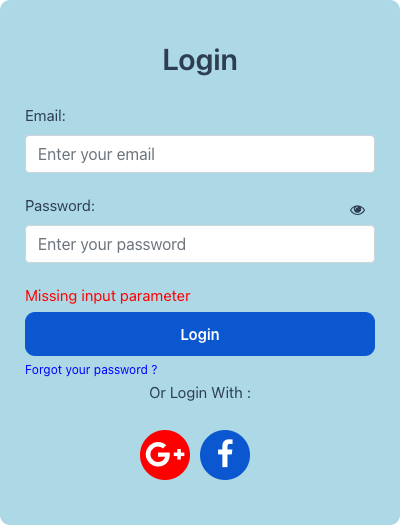 Login
Email:
Enter your email
Password:
Enter your password
Missing input parameter
Login
Forgot your password ?
Or Login With :
G+ f